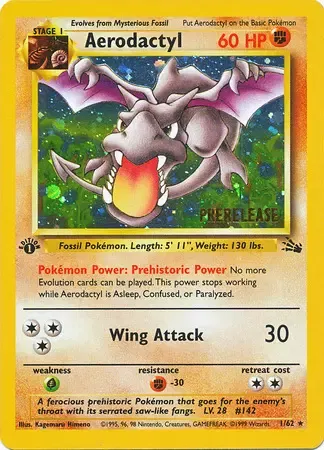 Evolves from Mysterious Fossil
Put Aerodactyl on the Basic Pokémon
STAGE 1
Aerodactyl 60 HP
PRERELEASE
EDITION
1
Fossil Pokémon. Length: 5' 11", Weight: 130 lbs.
Pokémon Power: Prehistoric Power No more
Evolution cards can be played. This power stops working
while Aerodactyl is Asleep, Confused, or Paralyzed.
Wing Attack 30
weakness resistance retreat cost
-30
A ferocious prehistoric Pokémon that goes for the enemy's
throat with its serrated saw-like fangs. LV. 28 #142
Illus. Kagemaru Himeno ©1995, 96, 98 Nintendo, Creatures, GAMEFREAK. ©1999 Wizards. 1/62